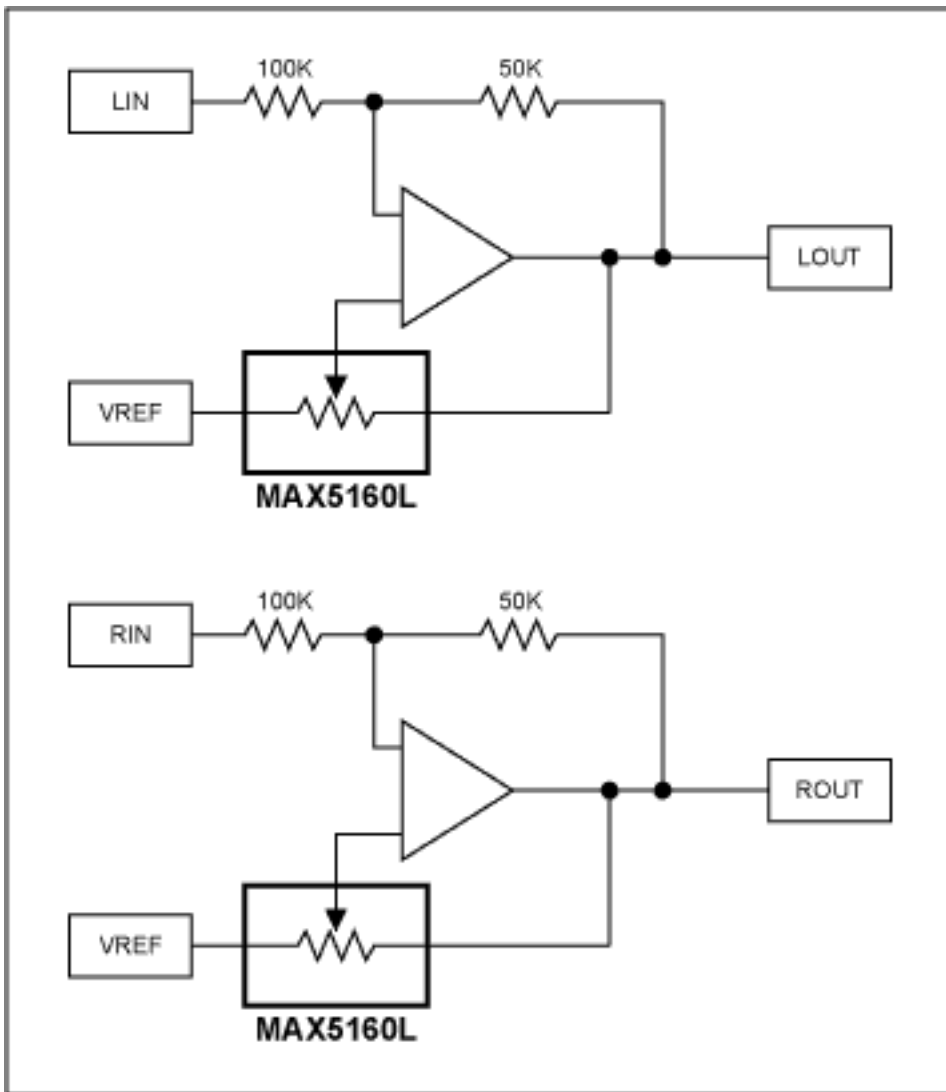 100K
50K
LIN
LOUT
VREF
MAX5160L
100K
50K
RIN
ROUT
VREF
MAX5160L